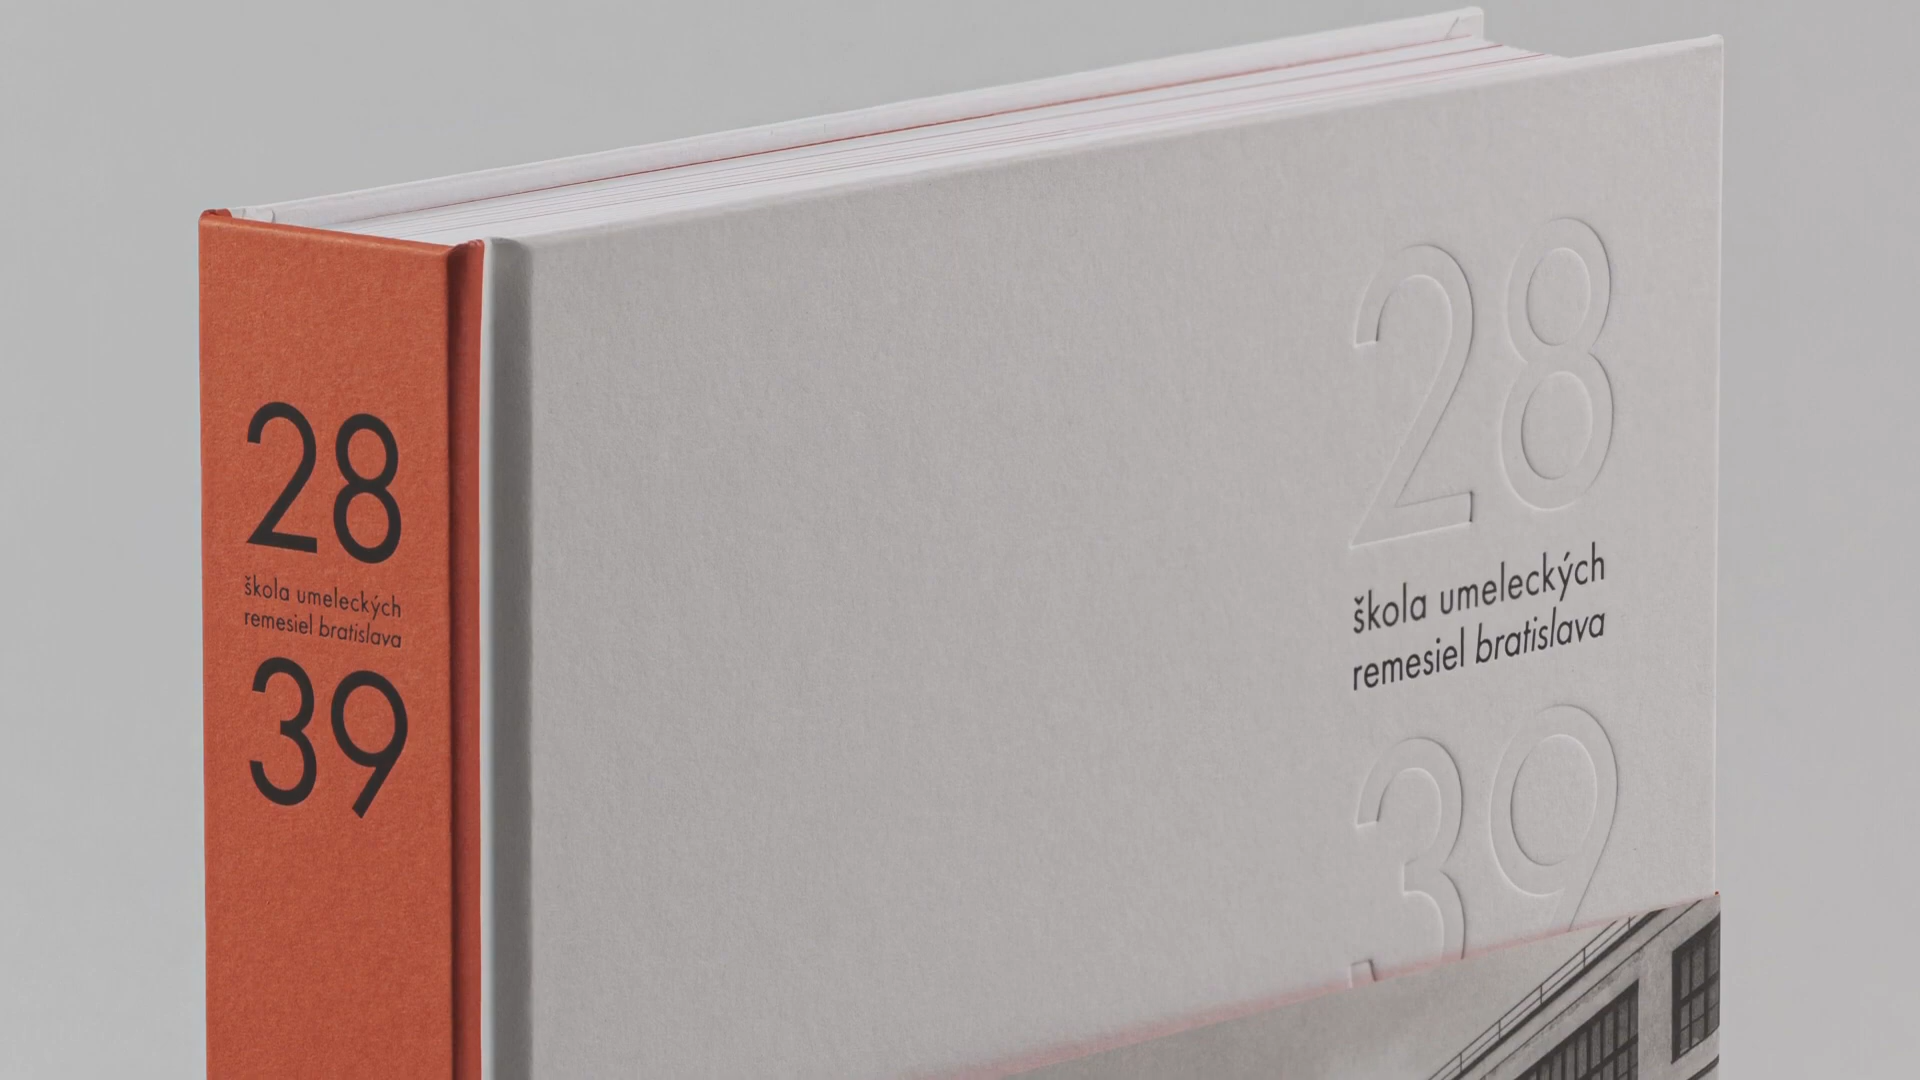 28
škola umeleckých
remesiel bratislava
39
28
škola umeleckých
remesiel bratislava
39